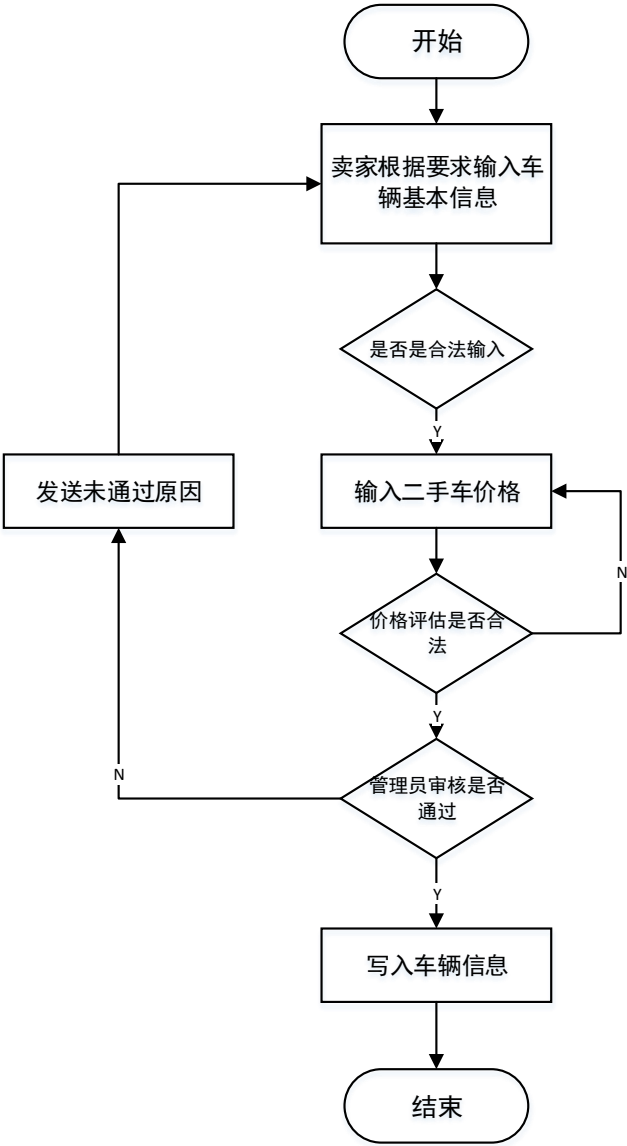 开始
卖家根据要求输入车
辆基本信息
是否是合法输入
Y
发送未通过原因
输入二手车价格
N
价格评估是否合
法
Y
N
管理员审核是否
通过
Y
写入车辆信息
结束